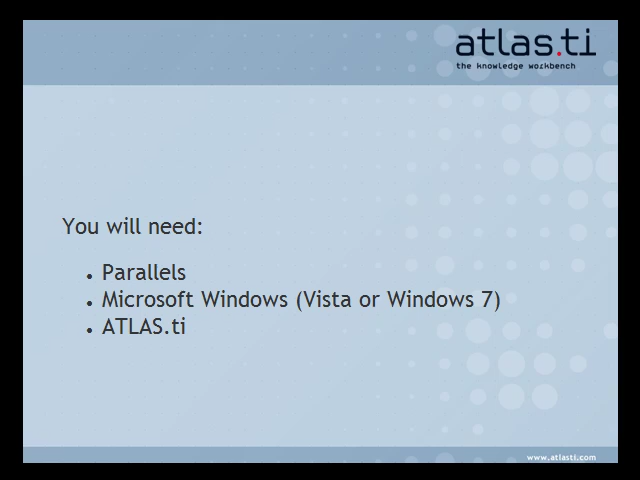 atlas.ti
the knowledge workbench
You will need:
• Parallels
• Microsoft Windows (Vista or Windows 7)
• ATLAS.ti
www.atlasti.com